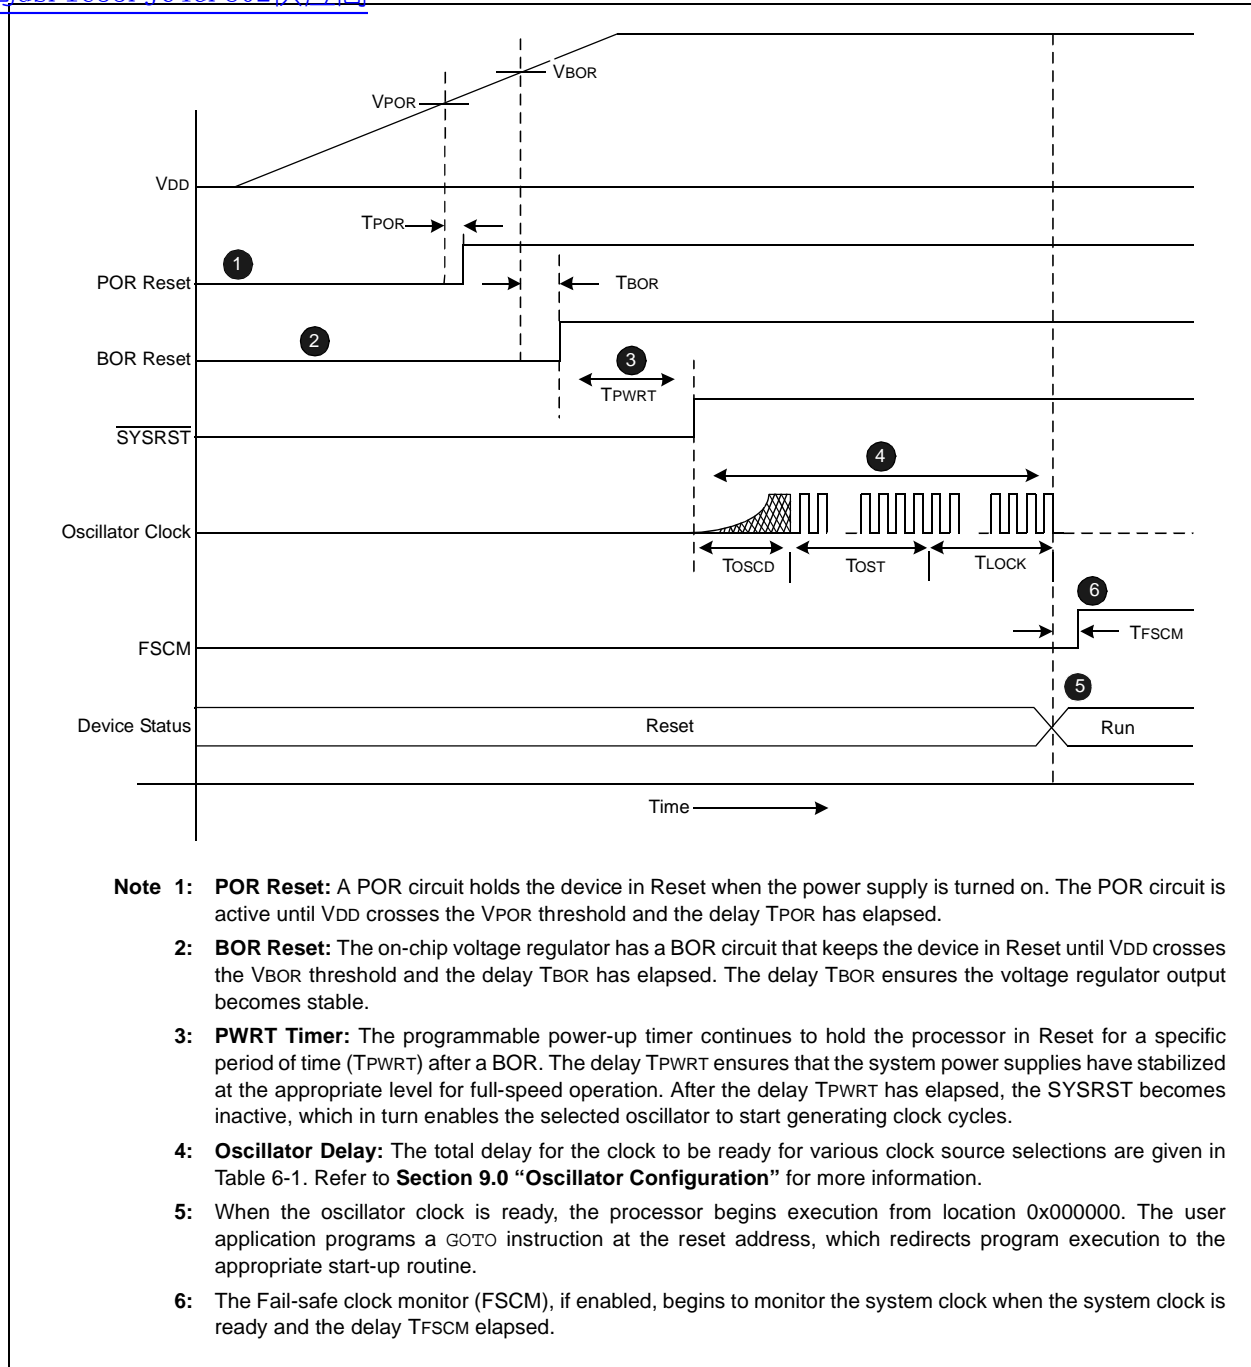 VBOR
VPOR
VDD
TPOR
1
POR Reset
TBOR
2
BOR Reset
3
TPWRT
SYSRST
4
Oscillator Clock
TOSCD
TOST
TLOCK
6
TFSCM
FSCM
5
Device Status
Reset
Run
Time
Note 1: POR Reset: A POR circuit holds the device in Reset when the power supply is turned on. The POR circuit is
active until VDD crosses the VPOR threshold and the delay TPOR has elapsed.
2: BOR Reset: The on-chip voltage regulator has a BOR circuit that keeps the device in Reset until VDD crosses
the VBOR threshold and the delay TBOR has elapsed. The delay TBOR ensures the voltage regulator output
becomes stable.
3: PWRT Timer: The programmable power-up timer continues to hold the processor in Reset for a specific
period of time (TPWRT) after a BOR. The delay TPWRT ensures that the system power supplies have stabilized
at the appropriate level for full-speed operation. After the delay TPWRT has elapsed, the SYSRST becomes
inactive, which in turn enables the selected oscillator to start generating clock cycles.
4: Oscillator Delay: The total delay for the clock to be ready for various clock source selections are given in
Table 6-1. Refer to Section 9.0 “Oscillator Configuration” for more information.
5: When the oscillator clock is ready, the processor begins execution from location 0x000000. The user
application programs a GOTO instruction at the reset address, which redirects program execution to the
appropriate start-up routine.
6: The Fail-safe clock monitor (FSCM), if enabled, begins to monitor the system clock when the system clock is
ready and the delay TFSCM elapsed.